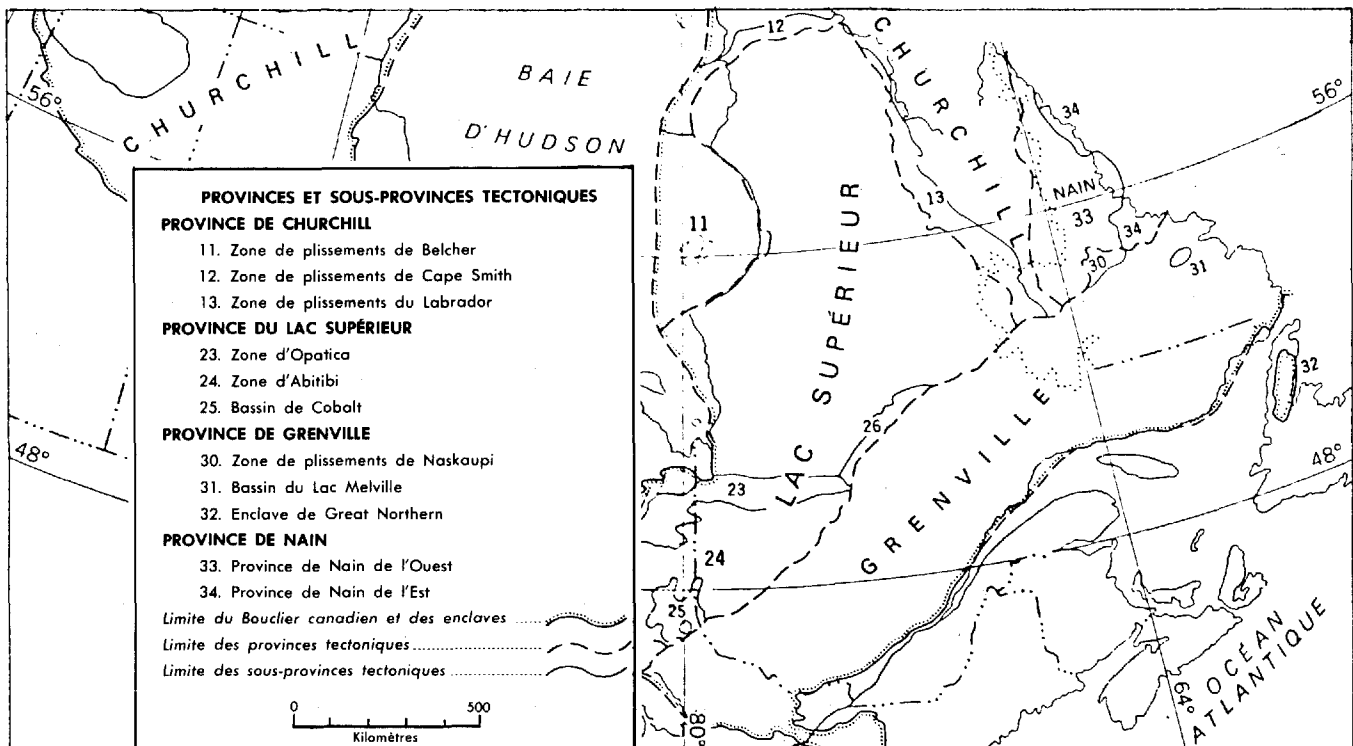 CHURCHILL
BAIE
D'HUDSON
12
CHURCHILL
34
56°
56°
NAIN
13
33
34
11
30
31
LAC SUPÉRIEUR
32
26
GRENVILLE
48°
48°
23
24
25
80°
64°
OCÉAN
ATLANTIQUE
PROVINCES ET SOUS-PROVINCES TECTONIQUES
PROVINCE DE CHURCHILL
11. Zone de plissements de Belcher
12. Zone de plissements de Cape Smith
13. Zone de plissements du Labrador
PROVINCE DU LAC SUPÉRIEUR
23. Zone d'Opatica
24. Zone d'Abitibi
25. Bassin de Cobalt
PROVINCE DE GRENVILLE
30. Zone de plissements de Naskaupi
31. Bassin du Lac Melville
32. Enclave de Great Northern
PROVINCE DE NAIN
33. Province de Nain de l'Ouest
34. Province de Nain de l'Est
Limite du Bouclier canadien et des enclaves
Limite des provinces tectoniques
Limite des sous-provinces tectoniques
0 500
Kilomètres